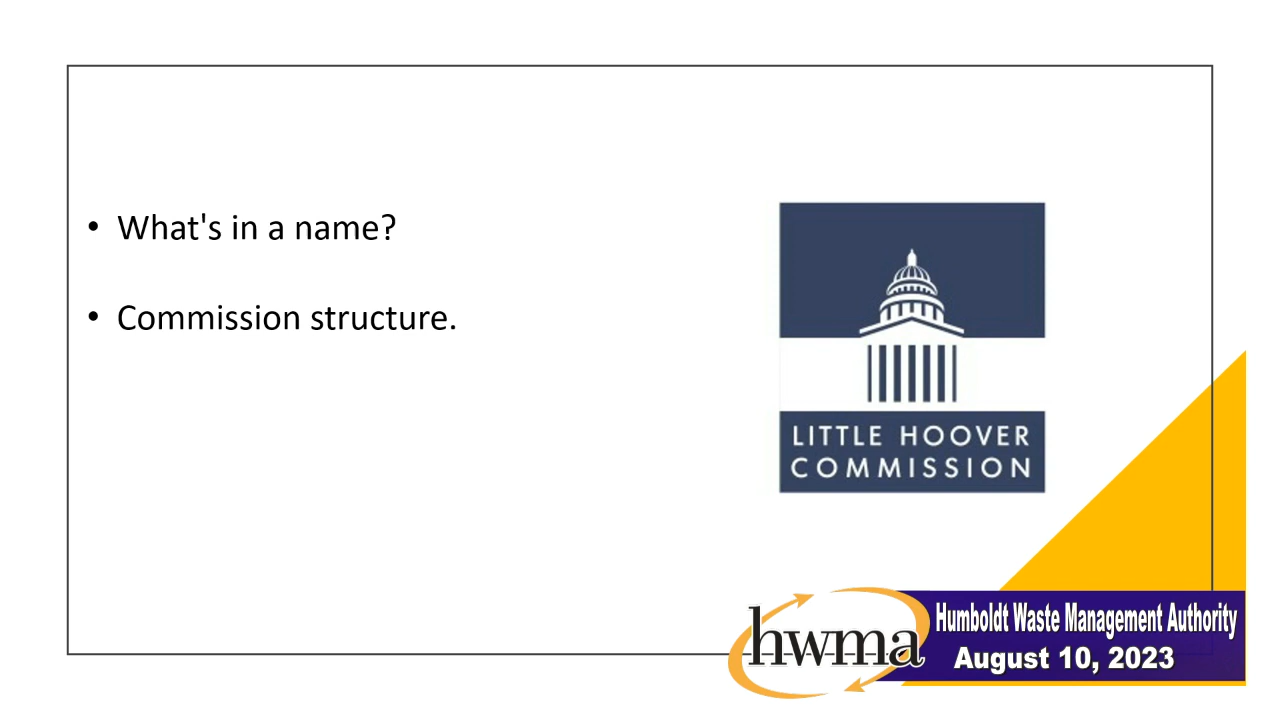 • What's in a name?
• Commission structure.
LITTLE HOOVER
COMMISSION
hwma
Humboldt Waste Management Authority
August 10, 2023